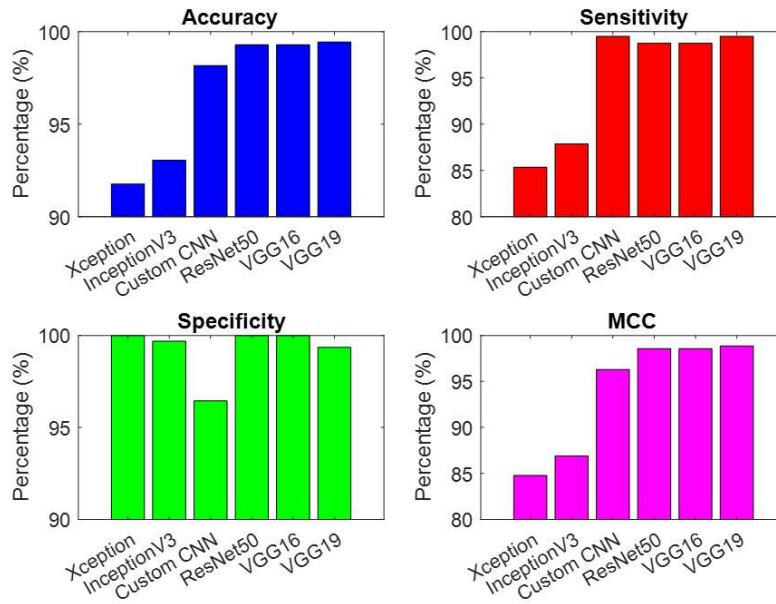 Accuracy
Percentage (%)
100
95
90
Xception
InceptionV3
Custom CNN
ResNet50
VGG16
VGG19
Sensitivity
Percentage (%)
100
95
90
85
80
Xception
InceptionV3
Custom CNN
ResNet50
VGG16
VGG19
Specificity
Percentage (%)
100
95
90
Xception
InceptionV3
Custom CNN
ResNet50
VGG16
VGG19
MCC
Percentage (%)
100
95
90
85
80
Xception
InceptionV3
Custom CNN
ResNet50
VGG16
VGG19